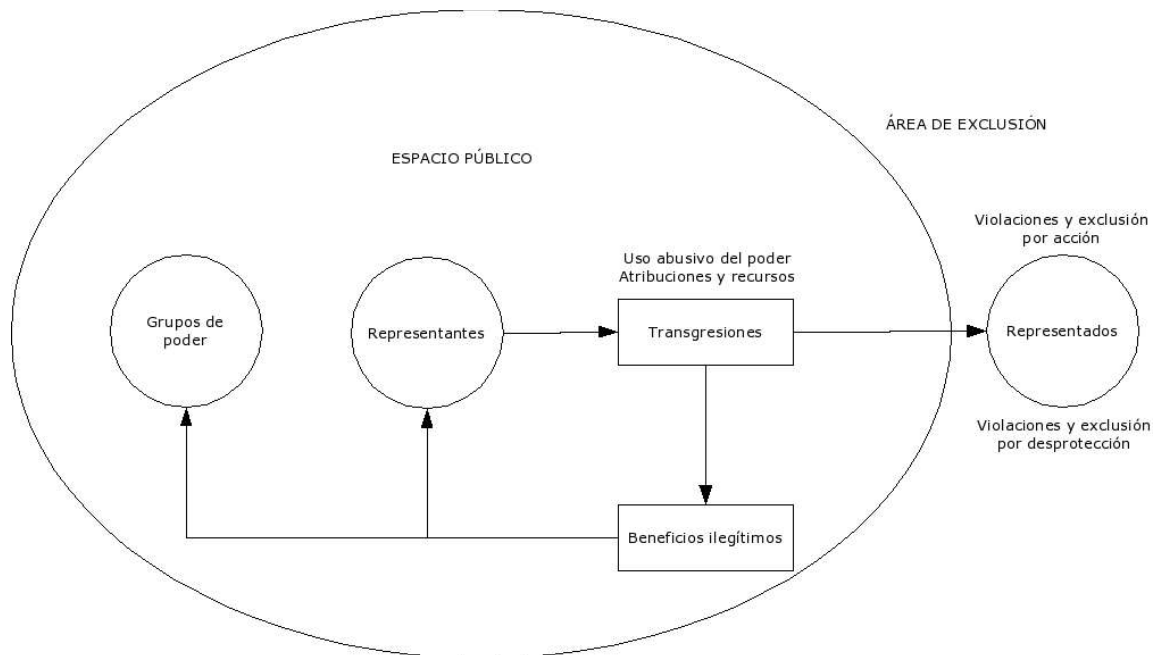 ÁREA DE EXCLUSIÓN
ESPACIO PÚBLICO
Violaciones y exclusión
por acción
Uso abusivo del poder
Atribuciones y recursos
Grupos de
poder
Representantes
Transgresiones
Representados
Violaciones y exclusión
por desprotección
Beneficios ilegítimos